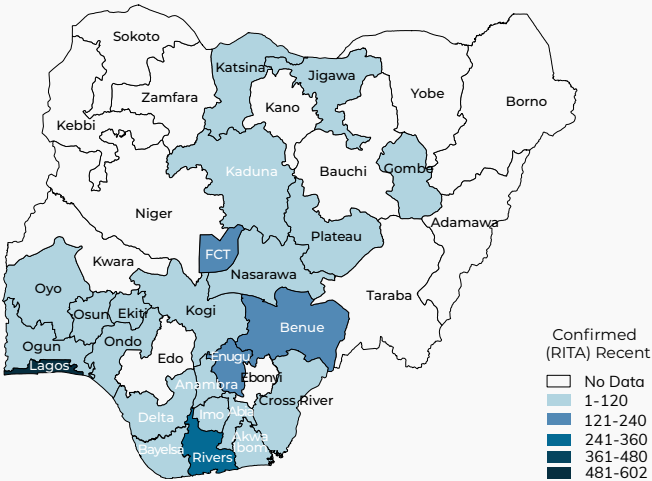 Sokoto
Katsina
Jigawa
Zamfara
Kano
Yobe
Borno
Kebbi
Kaduna
Bauchi
Gombe
Niger
Adamawa
Plateau
FCT
Kwara
Nasarawa
Oyo
Taraba
Osun
Ekiti
Kogi
Benue
Ogun
Ondo
Edo
Enugu
Lagos
Ebonyi
Anambra
Cross River
Delta
Imo
Abia
Akwa
Ibom
Bayelsa
Rivers
Confirmed
(RITA) Recent
No Data
1-120
121-240
241-360
361-480
481-602